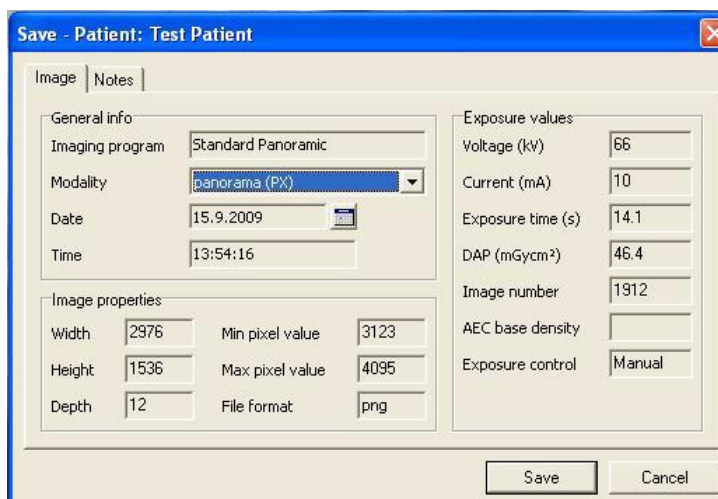 Save - Patient: Test Patient
Image
Notes
General info
Imaging program Standard Panoramic
Modality panorama (PX)
Date 15.9.2009
Time 13:54:16
Image properties
Width 2976 Min pixel value 3123
Height 1536 Max pixel value 4095
Depth 12 File format png
Exposure values
Voltage (kV) 66
Current (mA) 10
Exposure time (s) 14.1
DAP (mGycm²) 46.4
Image number 1912
AEC base density
Exposure control Manual
Save
Cancel